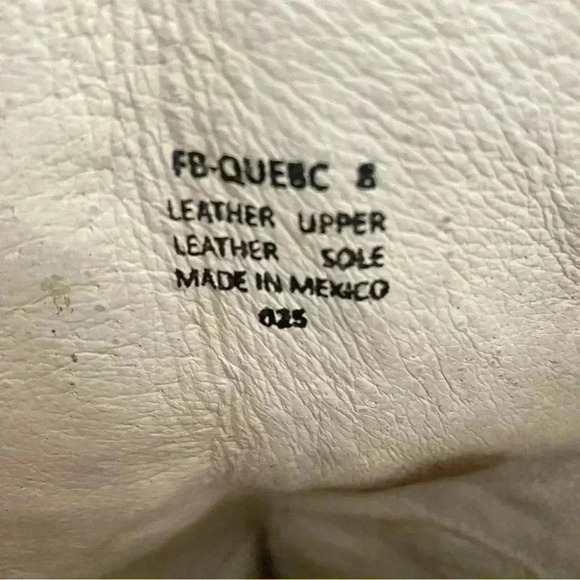 FB-QUEBC 8
LEATHER UPPER
LEATHER SOLE
MADE IN MEXICO
025